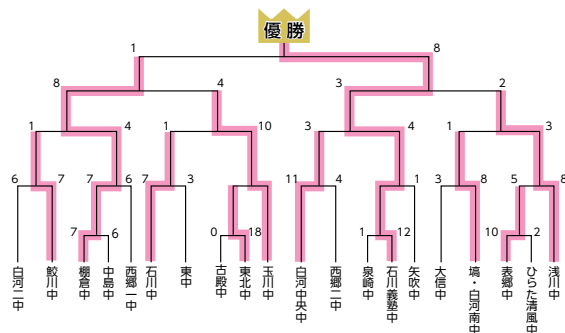 優勝
1 8
8 4 3 2
1 4 1 10 3 4 1 3
6 7 7 6 7 3 11 4 1 3 8 5 8
7 6 0 18 1 12 10 2
白河二中
鮫川中
棚倉中
中島中
西郷一中
石川中
東中
古殿中
東北中
玉川中
白河中央中
西郷二中
泉崎中
石川義塾中
矢吹中
大信中
塙・白河南中
表郷中
ひらた清風中
浅川中